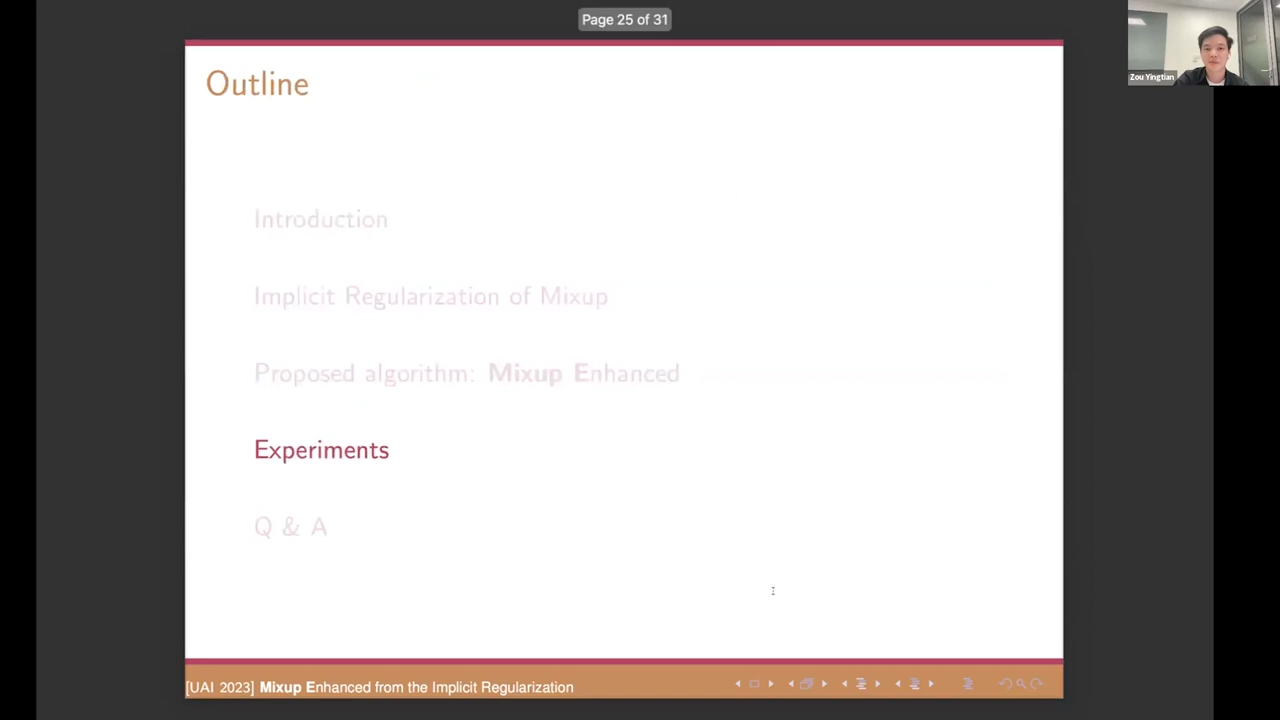 Page 25 of 31
Zou Yingtian
Outline
Introduction
Implicit Regularization of Mixup
Proposed algorithm: Mixup Enhanced
Experiments
Q & A
[UAI 2023] Mixup Enhanced from the Implicit Regularization